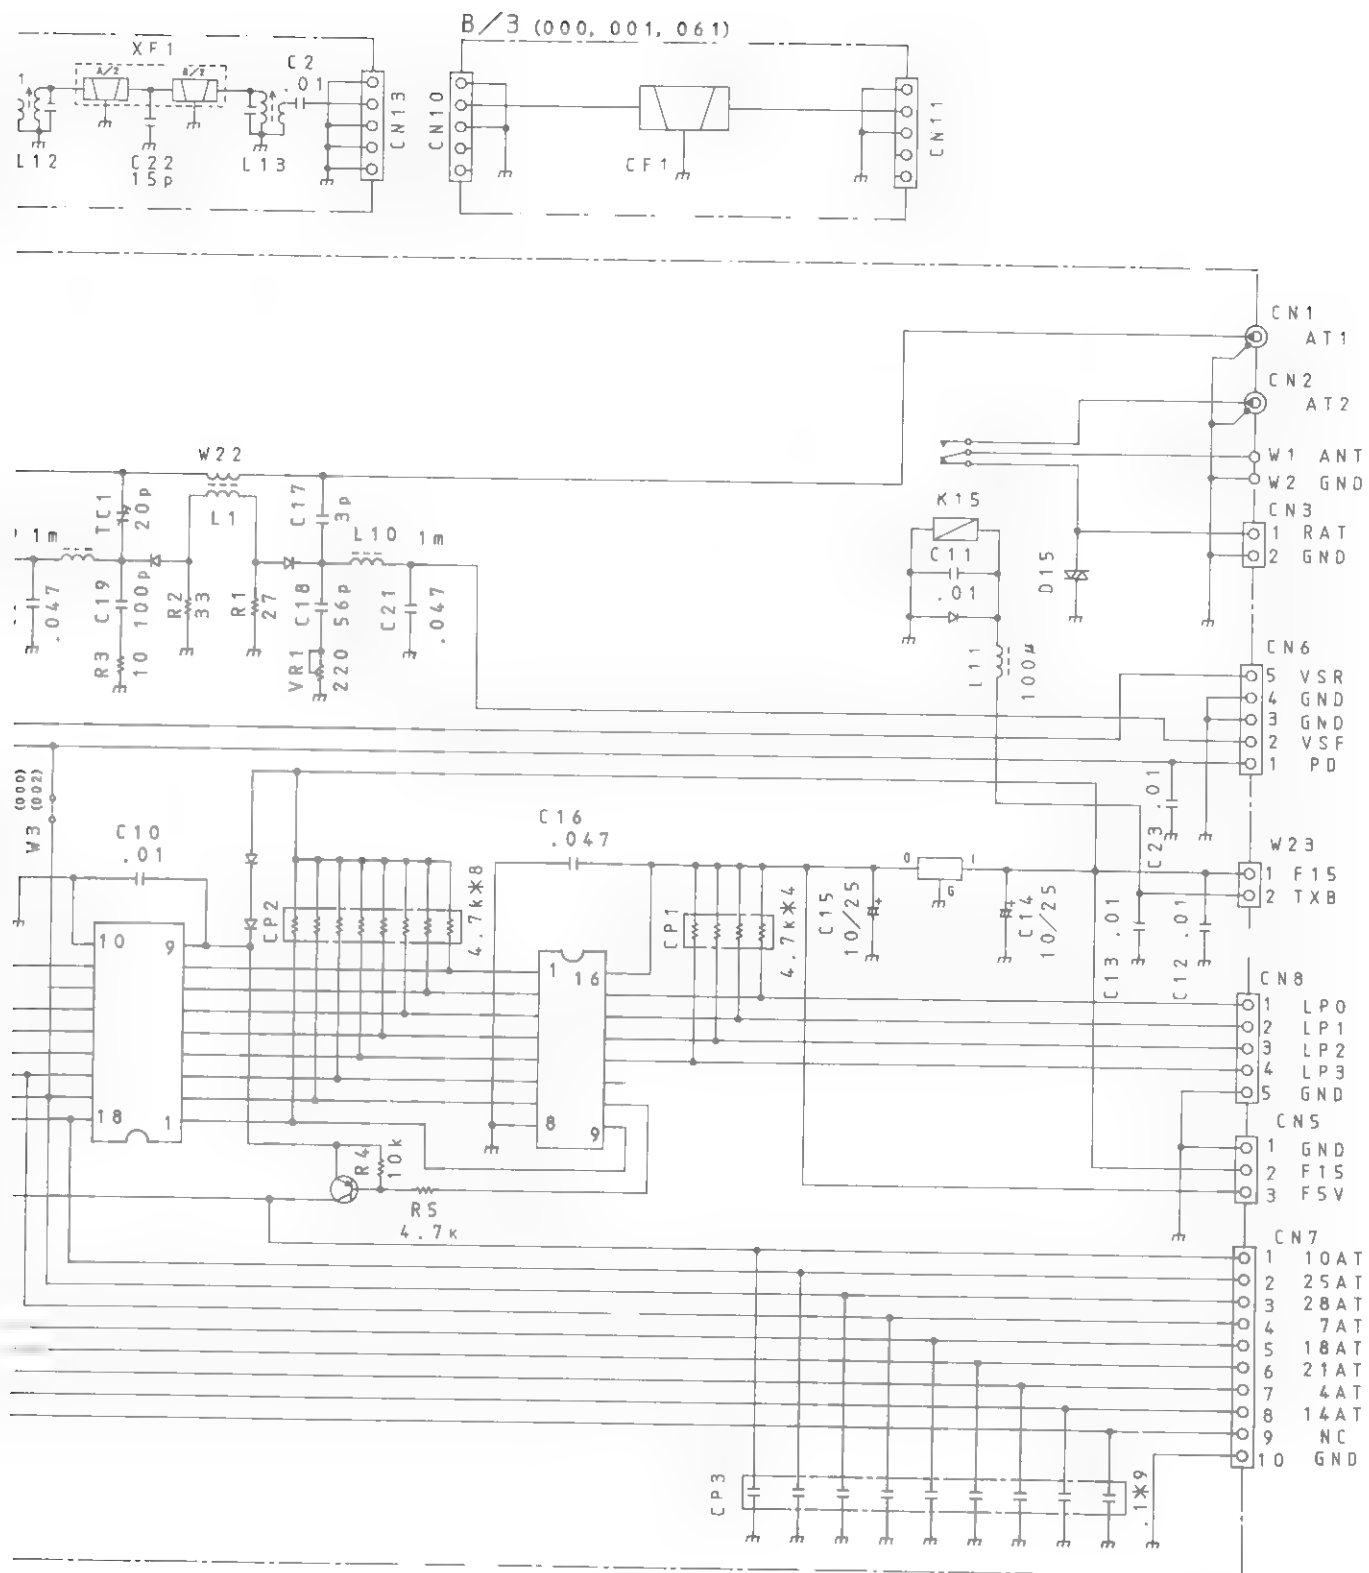 B/3 (000, 001, 061)
XF1
A/2
B/2
C2
.01
CN13
CN10
CN11
1
L12
C22
15p
L13
CF1
CN1
AT1
CN2
AT2
W1 ANT
W2 GND
CN3
1 RAT
2 GND
W22
L1
TC1
20p
C17
3p
L10 1m
1m
K15
C11
.01
D15
.047
C19
100p
R2
33
R1
27
C18
56p
C21
.047
R3
10
VR1
220
L11
100μ
CN6
5 VSR
4 GND
3 GND
2 VSF
1 PD
W3 (000) (002)
C10
.01
C16
.047
C23 .01
W23
1 F15
2 TXB
CP2
4.7k*8
CP1
4.7k*4
C15
10/25
O
I
G
C14
10/25
C13 .01
C12 .01
10
9
18
1
1
16
8
9
CN8
1 LP0
2 LP1
3 LP2
4 LP3
5 GND
CN5
1 GND
2 F15
3 F5V
R4
10k
R5
4.7k
CN7
1 10AT
2 25AT
3 28AT
4 7AT
5 18AT
6 21AT
7 4AT
8 14AT
9 NC
10 GND
CP3
.1*9